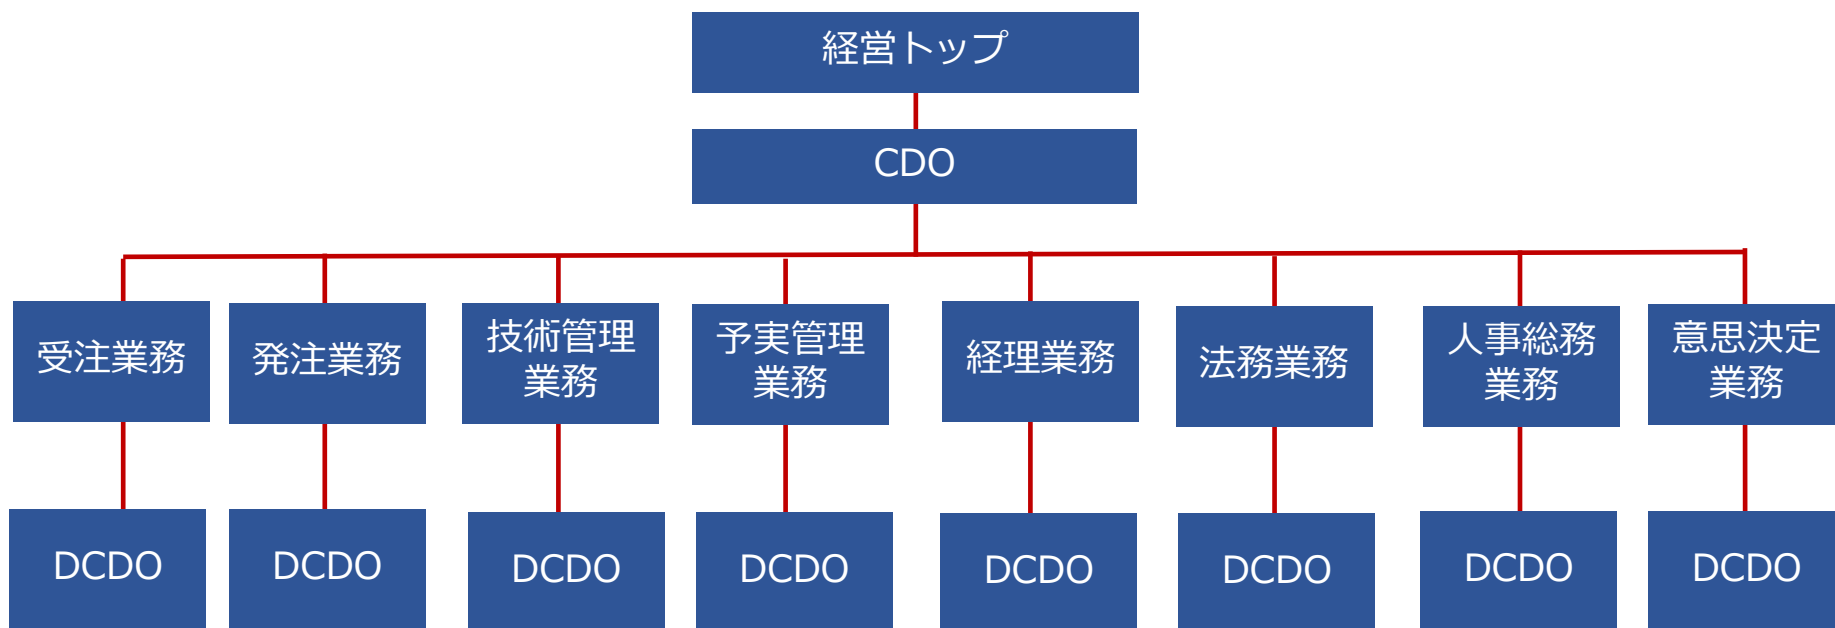 経営トップ
CDO
受注業務
発注業務
技術管理
業務
予実管理
業務
経理業務
法務業務
人事総務
業務
意思決定
業務
DCDO
DCDO
DCDO
DCDO
DCDO
DCDO
DCDO
DCDO